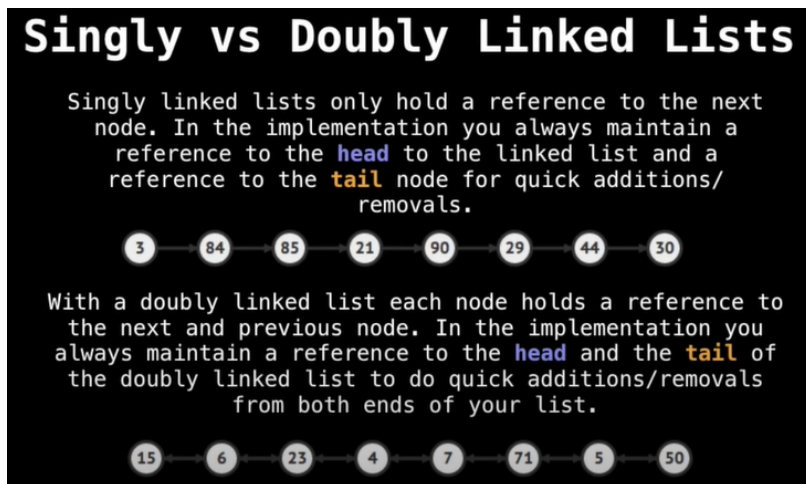 Singly vs Doubly Linked Lists
Singly linked lists only hold a reference to the next
node. In the implementation you always maintain a
reference to the head to the linked list and a
reference to the tail node for quick additions/
removals.
3 84 85 21 90 29 44 30
With a doubly linked list each node holds a reference to
the next and previous node. In the implementation you
always maintain a reference to the head and the tail of
the doubly linked list to do quick additions/removals
from both ends of your list.
15 6 23 4 7 71 5 50